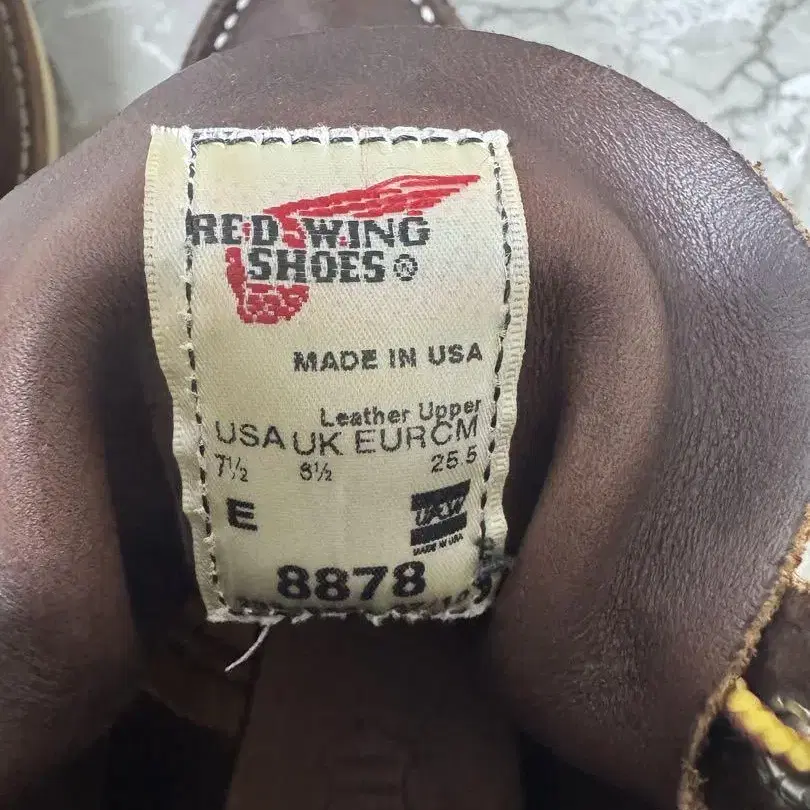 RED WING
SHOES ®
MADE IN USA
Leather Upper
USA UK EUR CM
7½ 6½ 25.5
E
UFCW
MADE IN USA
8878